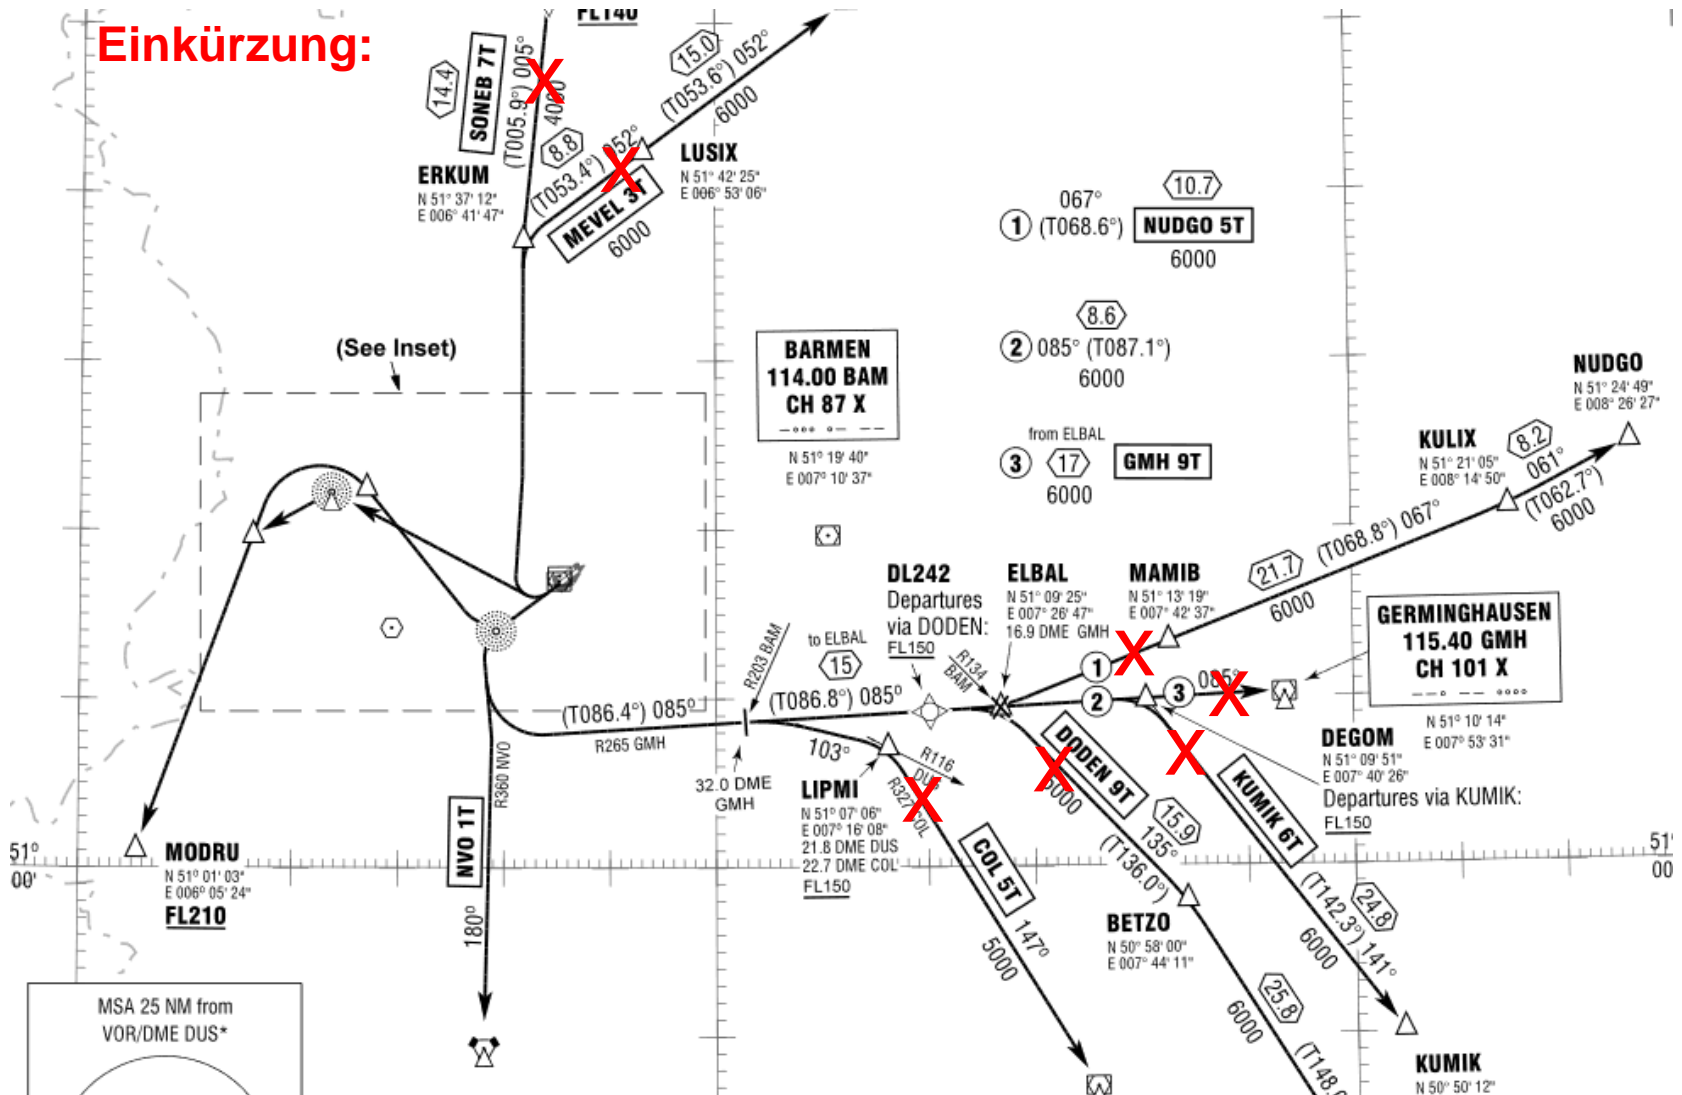 Einkürzung:
FL140
14.4
SONEB 7T
(T005.9°) 005°
4000
15.0
(T053.6°) 052°
6000
8.8
(T053.4°) 052°
MEVEL 3T
6000
ERKUM
N 51° 37' 12"
E 006° 41' 47"
LUSIX
N 51° 42' 25"
E 006° 53' 06"
067°
10.7
1
(T068.6°)
NUDGO 5T
6000
8.6
2
085° (T087.1°)
6000
from ELBAL
3
17
GMH 9T
6000
(See Inset)
BARMEN
114.00 BAM
CH 87 X
N 51° 19' 40"
E 007° 10' 37"
NUDGO
N 51° 24' 49"
E 008° 26' 27"
KULIX
N 51° 21' 05"
E 008° 14' 50"
8.2
061°
(T062.7°)
6000
21.7
(T068.8°) 067°
6000
DL242
Departures
via DODEN:
FL150
ELBAL
N 51° 09' 25"
E 007° 26' 47"
16.9 DME GMH
MAMIB
N 51° 13' 19"
E 007° 42' 37"
GERMINGHAUSEN
115.40 GMH
CH 101 X
N 51° 10' 14"
E 007° 53' 31"
R203 BAM
to ELBAL
15
R134
BAM
1
2
3
085°
(T086.4°) 085°
(T086.8°) 085°
R265 GMH
R360 NVO
103°
32.0 DME
GMH
R116
DUS
R327 COL
LIPMI
N 51° 07' 06"
E 007° 16' 08"
21.8 DME DUS
22.7 DME COL
FL150
DODEN 9T
6000
15.9
135°
(T136.0°)
KUMIK 6T
DEGOM
N 51° 09' 51"
E 007° 40' 26"
Departures via KUMIK:
FL150
51°
00'
MODRU
N 51° 01' 03"
E 006° 05' 24"
FL210
NVO 1T
180°
COL 5T
147°
5000
BETZO
N 50° 58' 00"
E 007° 44' 11"
24.8
(T142.3°) 141°
6000
51°
00
25.8
6000
(T148.
KUMIK
N 50° 50' 12"
MSA 25 NM from
VOR/DME DUS*